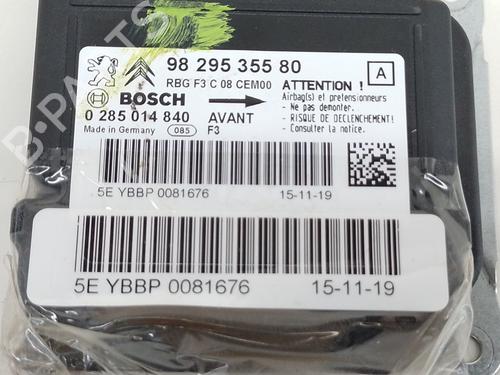 98 295 355 80
A
RBG F3 C 08 CEM00
ATTENTION !
BOSCH
Airbag(s) et pretensionneurs
- Ne pas demonter.
0 285 014 840
AVANT
- RISQUE DE DECLENCHEMENT!
Made in Germany
085
F3
- Consulter la notice.
5E YBBP 0081676
15-11-19
5E YBBP 0081676
15-11-19
B-PARTS